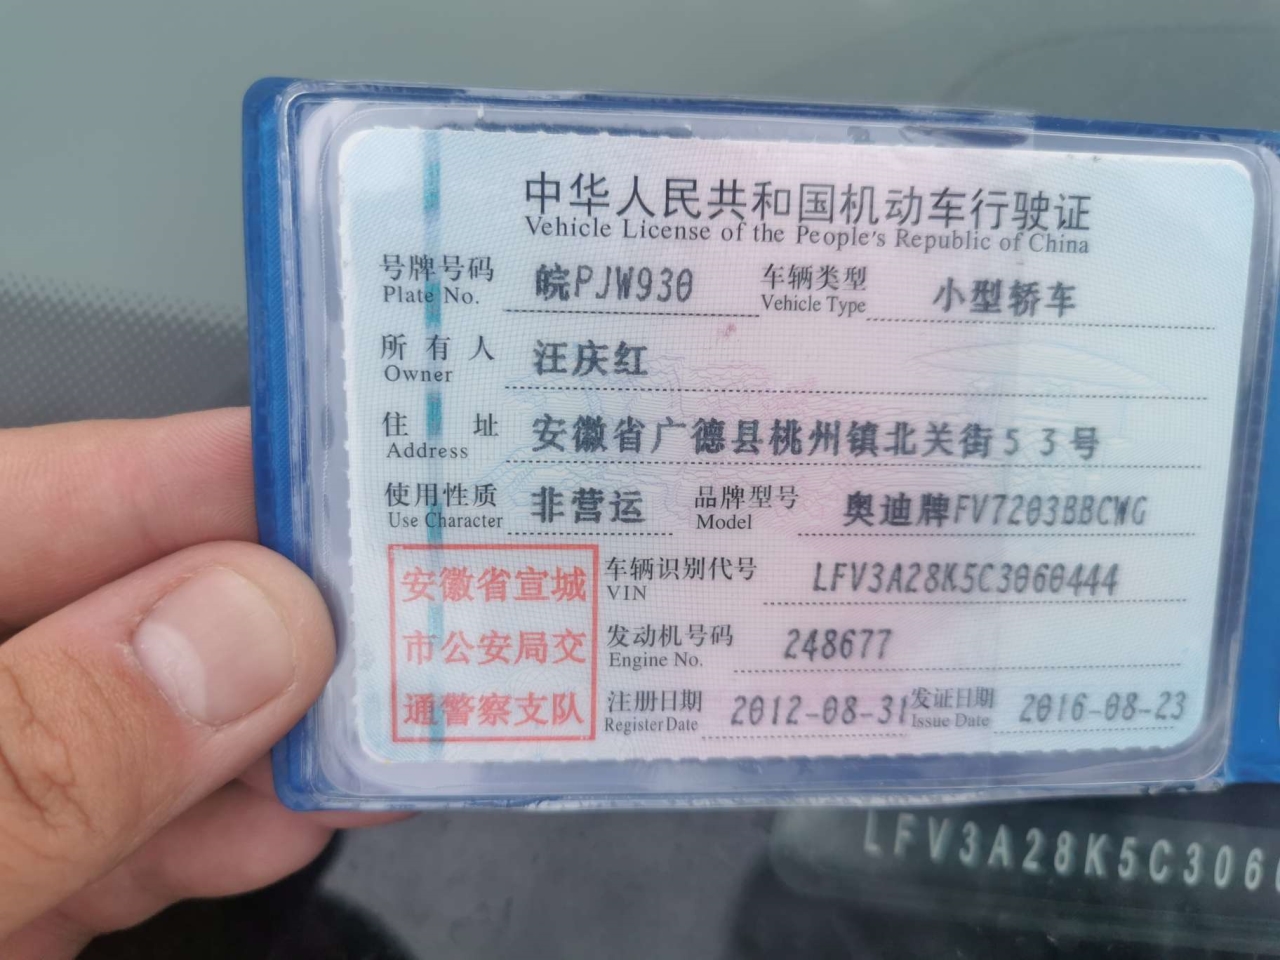 中华人民共和国机动车行驶证
Vehicle License of the People's Republic of China
号牌号码 皖PJW930 车辆类型 小型轿车
Plate No. Vehicle Type
所有人 汪庆红
Owner
住址 安徽省广德县桃州镇北关街53号
Address
使用性质 非营运 品牌型号 奥迪牌FV7203BBCWG
Use Character Model
安徽省宣城
市公安局交
通警察支队
车辆识别代号 LFV3A28K5C3060444
VIN
发动机号码 248677
Engine No.
注册日期 2012-08-31 发证日期 2016-08-23
Register Date Issue Date
LFV3A28K5C3060